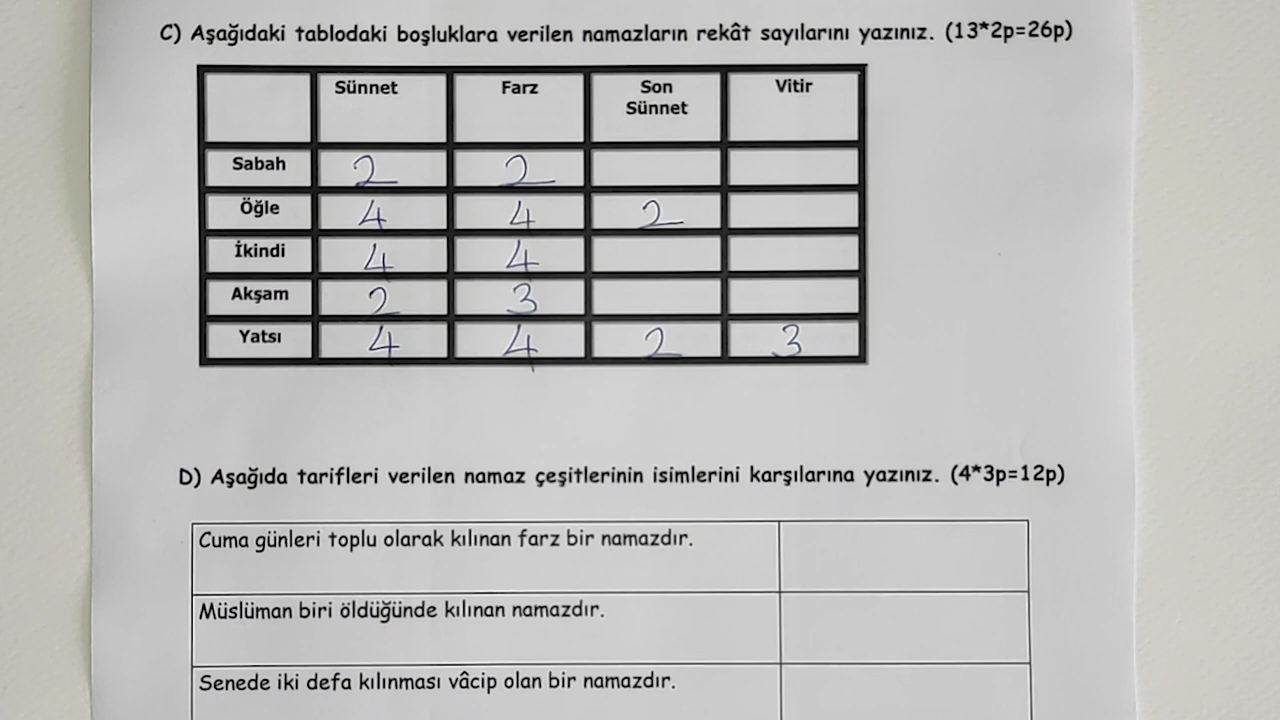 C) Aşağıdaki tablodaki boşluklara verilen namazların rekât sayılarını yazınız. (13*2p=26p)
Sünnet Farz Son Sünnet Vitir
Sabah 2 2
Öğle 4 4 2
İkindi 4 4
Akşam 2 3
Yatsı 4 4 2 3
D) Aşağıda tarifleri verilen namaz çeşitlerinin isimlerini karşılarına yazınız. (4*3p=12p)
Cuma günleri toplu olarak kılınan farz bir namazdır.
Müslüman biri öldüğünde kılınan namazdır.
Senede iki defa kılınması vâcip olan bir namazdır.